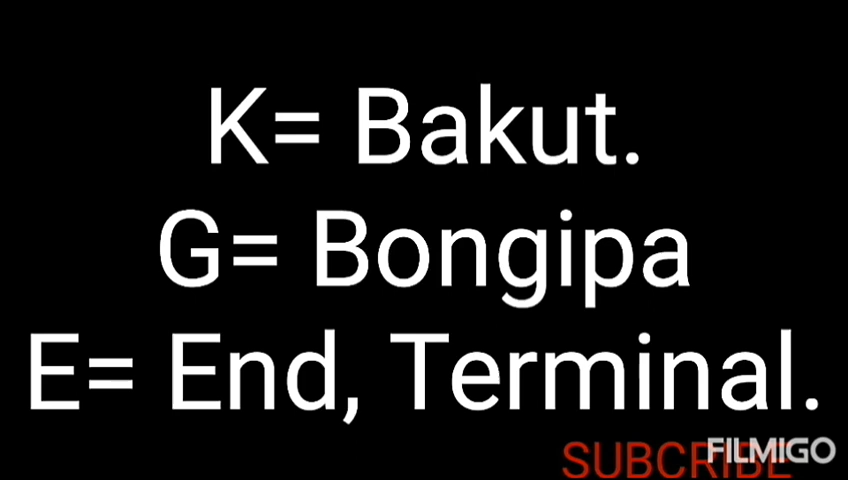 K= Bakut.
G= Bongipa
E= End, Terminal.
SUBCRIBE
FILMIGO